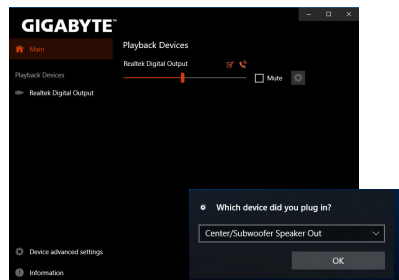 GIGABYTE™
Main
Playback Devices
Realtek Digital Output
Playback Devices
Realtek Digital Output
Mute
Device advanced settings
Information
Which device did you plug in?
Center/Subwoofer Speaker Out
OK